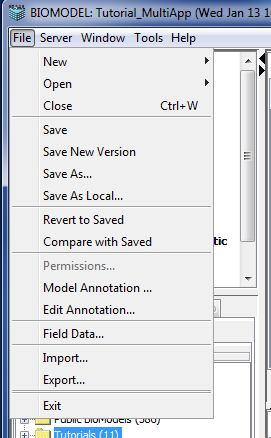 BIOMODEL: Tutorial_MultiApp (Wed Jan 13 1
File Server Window Tools Help
New
Open
Close Ctrl+W
Save
Save New Version
Save As...
Save As Local...
Revert to Saved
Compare with Saved
tic
Permissions...
Model Annotation ...
Edit Annotation...
Field Data...
Import...
Export...
Exit
Public BioModels (580)
Tutorials (11)